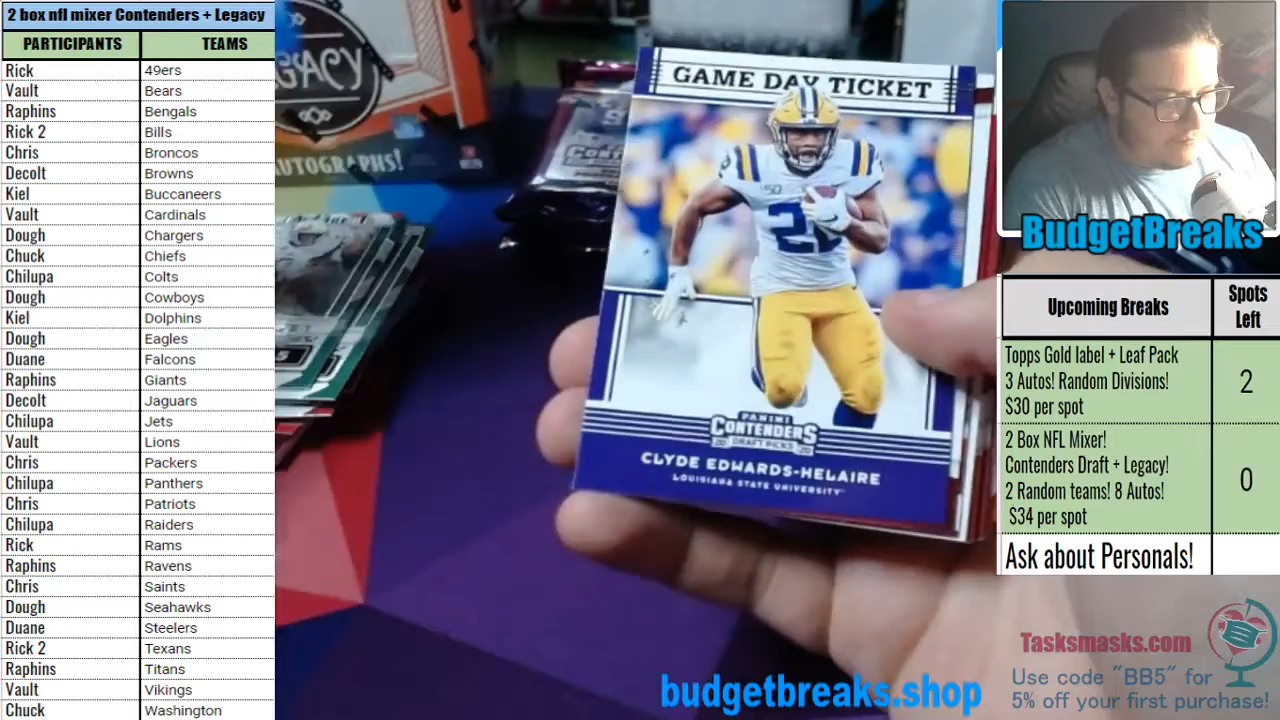 2 box nfl mixer Contenders + Legacy
PARTICIPANTS TEAMS
Rick 49ers
Vault Bears
Raphins Bengals
Rick 2 Bills
Chris Broncos
Decolt Browns
Kiel Buccaneers
Vault Cardinals
Dough Chargers
Chuck Chiefs
Chilupa Colts
Dough Cowboys
Kiel Dolphins
Dough Eagles
Duane Falcons
Raphins Giants
Decolt Jaguars
Chilupa Jets
Vault Lions
Chris Packers
Chilupa Panthers
Chris Patriots
Chilupa Raiders
Rick Rams
Raphins Ravens
Chris Saints
Dough Seahawks
Duane Steelers
Rick 2 Texans
Raphins Titans
Vault Vikings
Chuck Washington
GACY
AUTOGRAPHS!
GAME DAY TICKET
PANINI
CONTENDERS
20 DRAFT PICKS 20
CLYDE EDWARDS-HELAIRE
LOUISIANA STATE UNIVERSITY
BudgetBreaks
Upcoming Breaks Spots Left
Topps Gold label + Leaf Pack
3 Autos! Random Divisions!
$30 per spot
2
2 Box NFL Mixer!
Contenders Draft + Legacy!
2 Random teams! 8 Autos!
$34 per spot
0
Ask about Personals!
Tasksmasks.com
Use code "BB5" for
5% off your first purchase!
budgetbreaks.shop